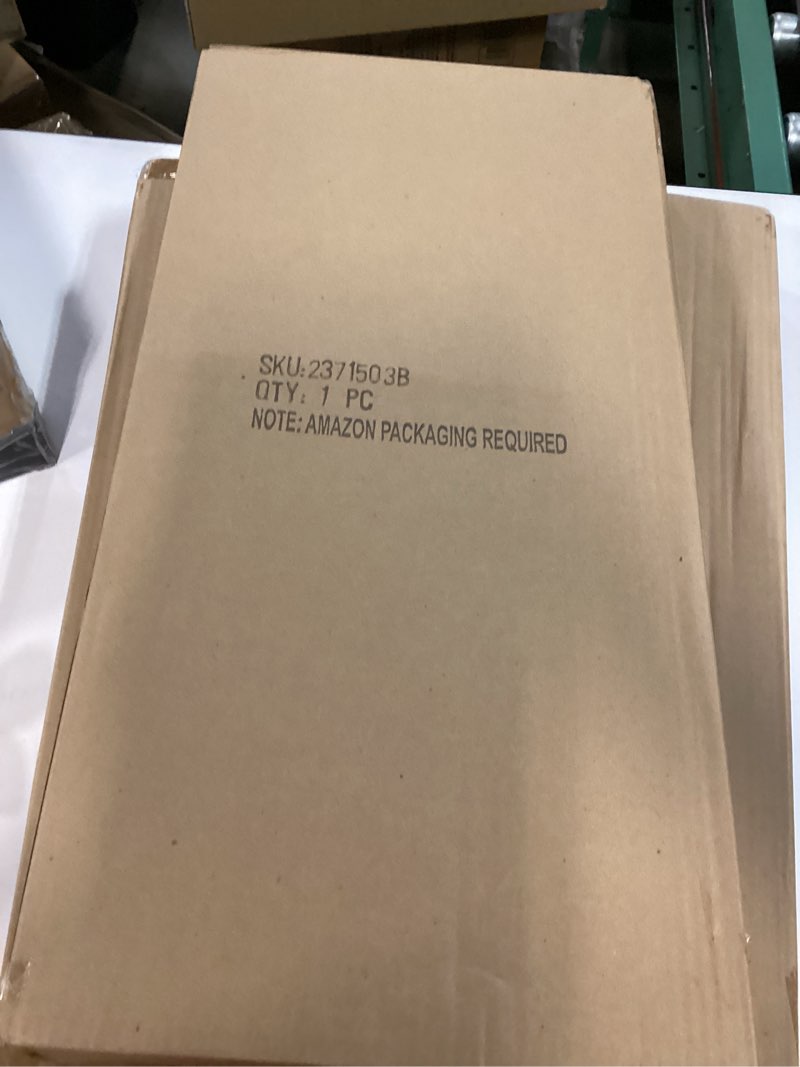 SKU:2371503B
QTY: 1 PC
NOTE: AMAZON PACKAGING REQUIRED